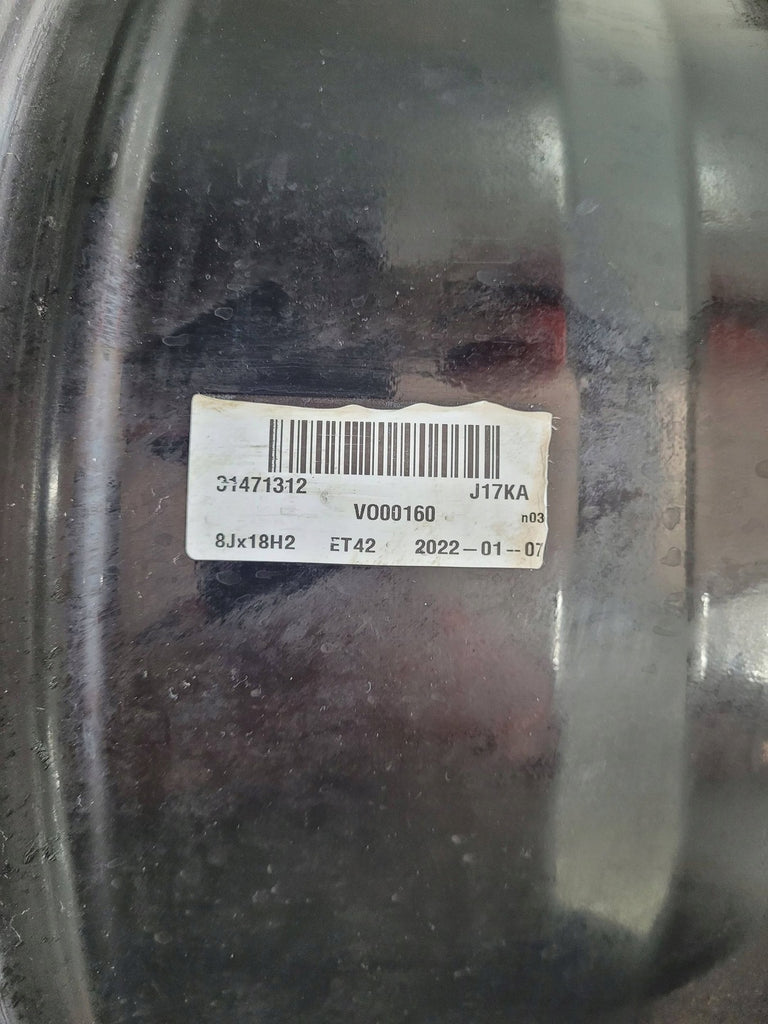 31471312 J17KA
VO00160 n03
8Jx18H2 ET42 2022-01--07